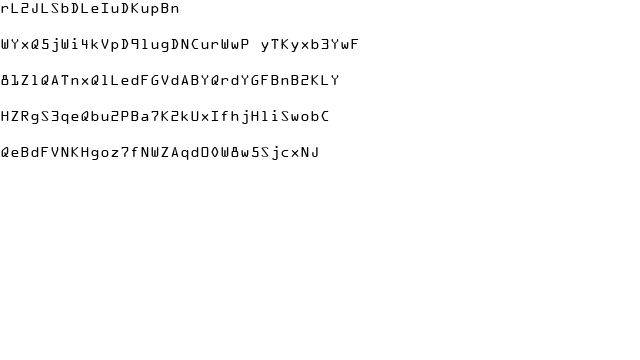 rL2JLSbDLeIuDKupBn
WYxQ5jWi4kVpD9lugDNCurWwP yTKyxb3YwF
81ZlQATnxQlLedFGVdABYQrdYGFBnB2KLY
HZRgS3qeQbu2PBa7K2kUxIfhjHliSwobC
QeBdFVNKHgoz7fNWZAqdO0W8w5SjcxNJ